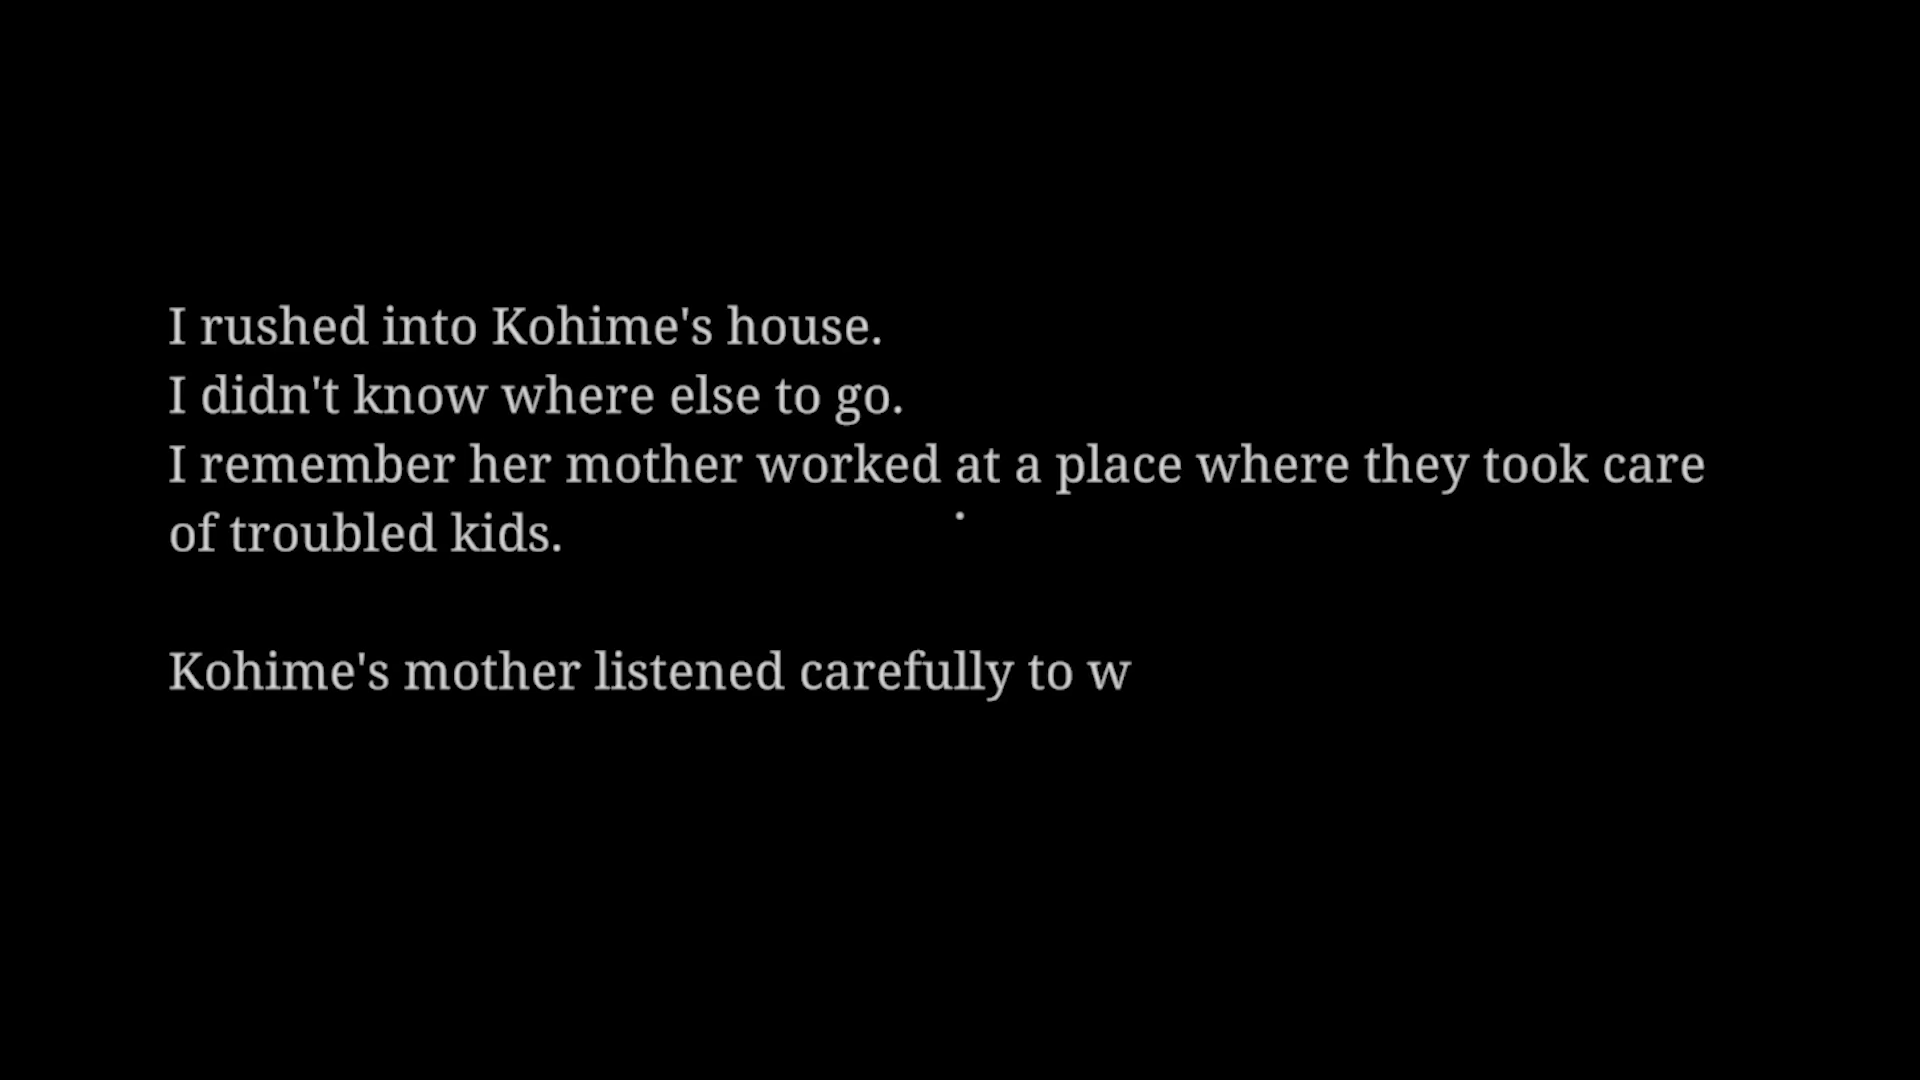 I rushed into Kohime's house.
I didn't know where else to go.
I remember her mother worked at a place where they took care
of troubled kids.
Kohime's mother listened carefully to w